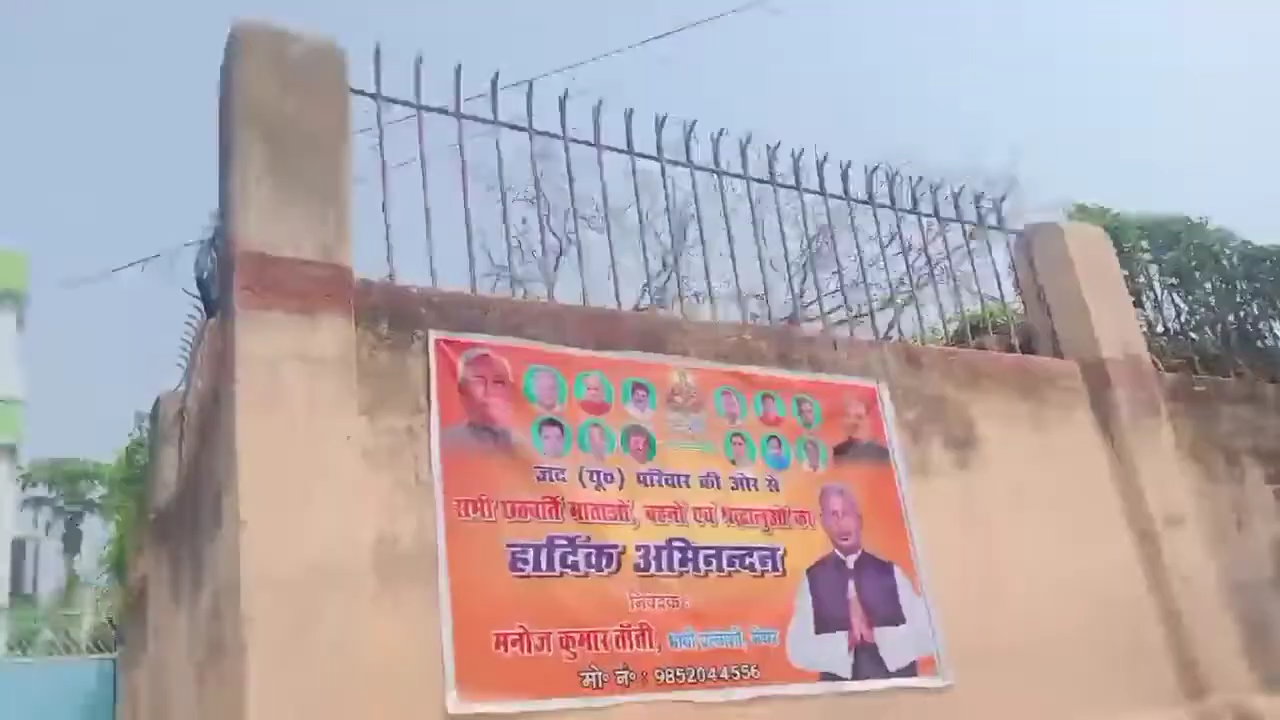 जद (यू०) परिवार की ओर से
सभी छठव्रति माताओं, बहनों एवं श्रद्धालुओं का
हार्दिक अभिनन्दन
निवेदक :
मनोज कुमार ताँती,
मो० नं० : 9852044556